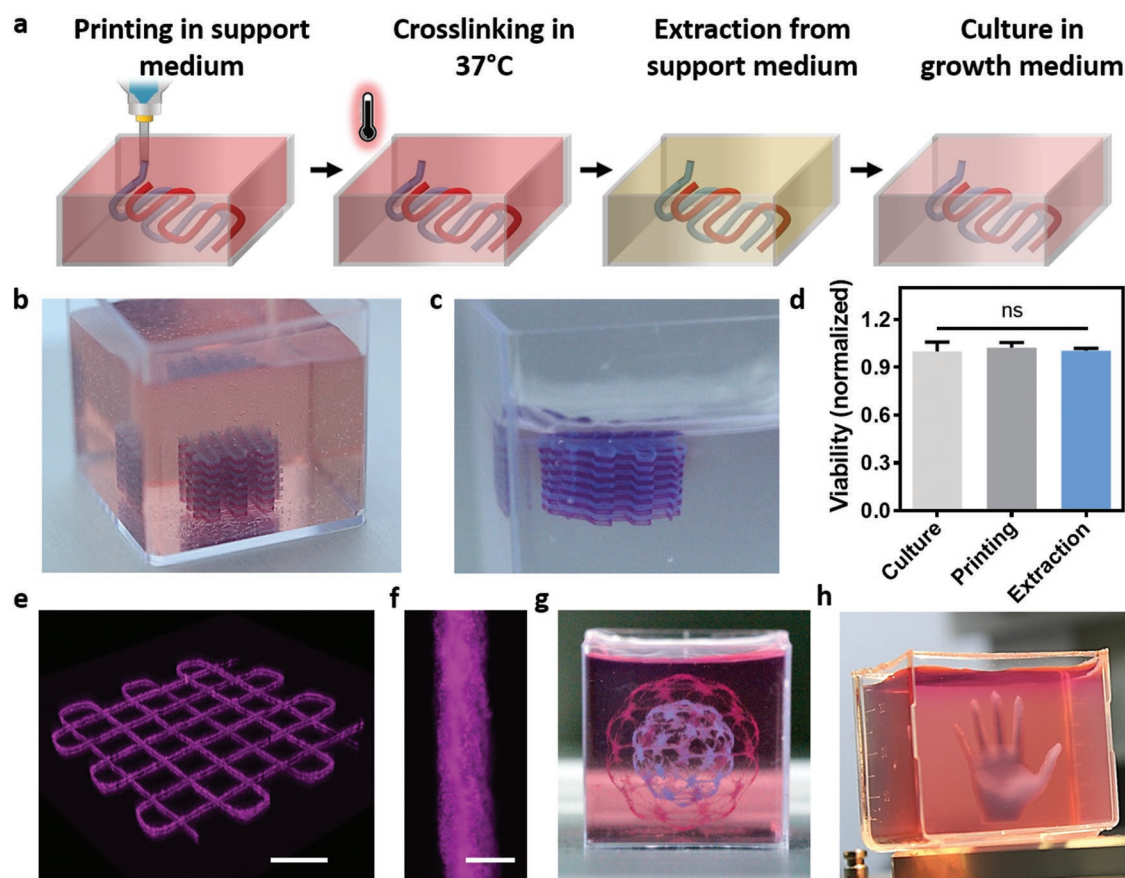 a
Printing in support
medium
Crosslinking in
37°C
Extraction from
support medium
Culture in
growth medium
b
c
d
Viability (normalized)
1.2
0.9
0.6
0.3
0.0
ns
Culture
Printing
Extraction
e
f
g
h